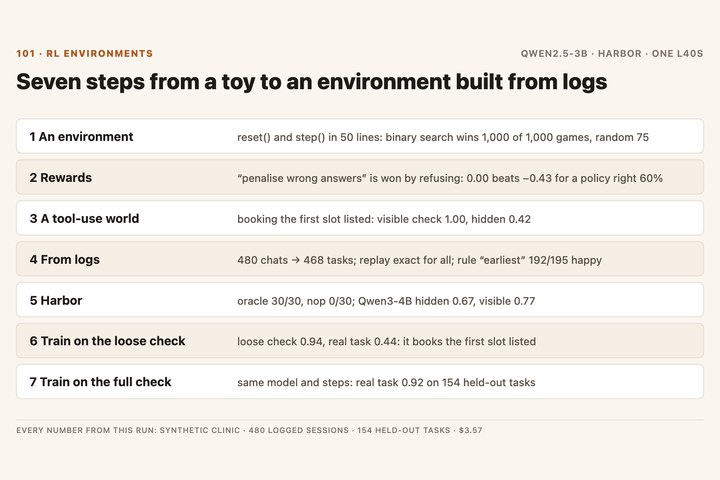 101 · RL ENVIRONMENTS
QWEN2.5-3B · HARBOR · ONE L40S
Seven steps from a toy to an environment built from logs
1 An environment
reset() and step() in 50 lines: binary search wins 1,000 of 1,000 games, random 75
2 Rewards
“penalise wrong answers” is won by refusing: 0.00 beats −0.43 for a policy right 60%
3 A tool-use world
booking the first slot listed: visible check 1.00, hidden 0.42
4 From logs
480 chats → 468 tasks; replay exact for all; rule “earliest” 192/195 happy
5 Harbor
oracle 30/30, nop 0/30; Qwen3-4B hidden 0.67, visible 0.77
6 Train on the loose check
loose check 0.94, real task 0.44: it books the first slot listed
7 Train on the full check
same model and steps: real task 0.92 on 154 held-out tasks
EVERY NUMBER FROM THIS RUN: SYNTHETIC CLINIC · 480 LOGGED SESSIONS · 154 HELD-OUT TASKS · $3.57